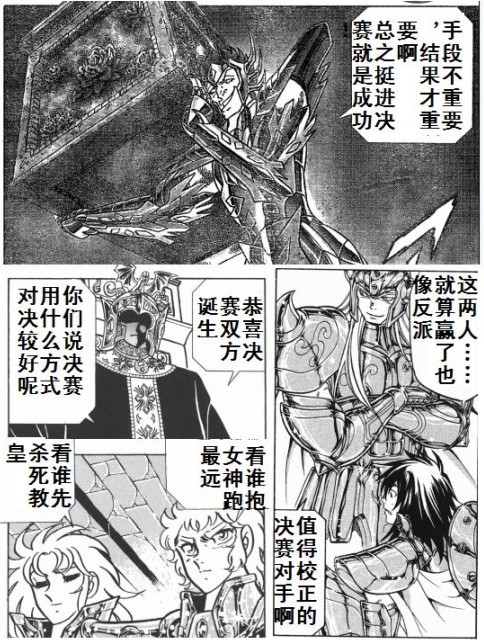 手段不重要
，结果才重
要啊
总之挺进决
赛就是成功
这两人……
就算赢了也
像反派
值得校正的
决赛对手啊
恭喜决
赛双方
诞生
你们说决赛
用什么方式
对决较好呢
看谁抱
女神跑
最远
看谁先
杀死教
皇